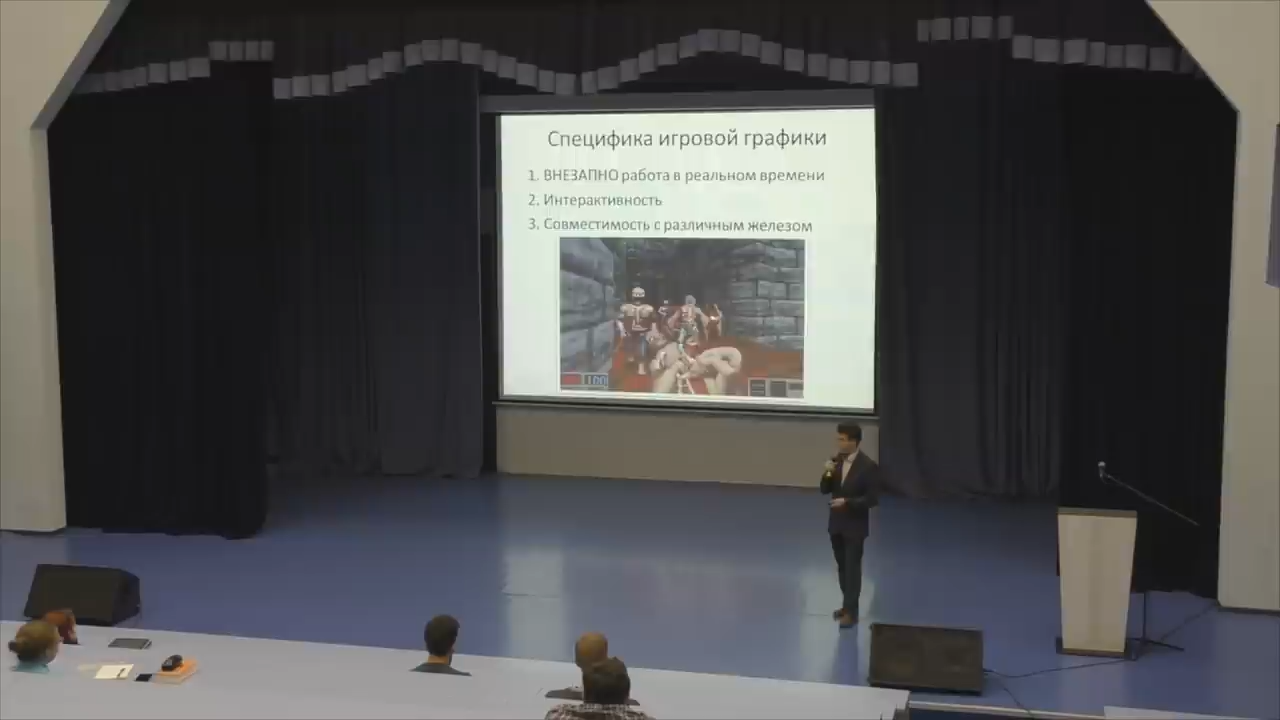 Специфика игровой графики
1. ВНЕЗАПНО работа в реальном времени
2. Интерактивность
3. Совместимость с различным железом
100